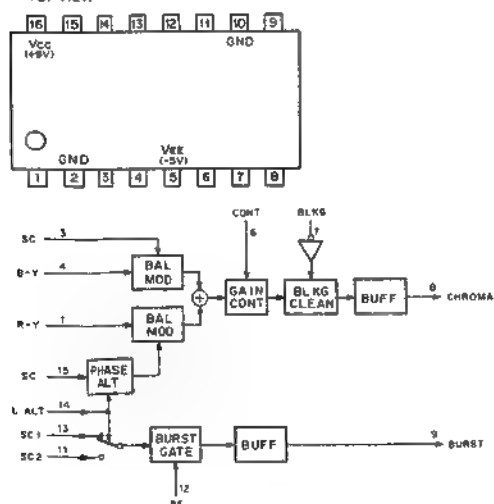 16 15 14 13 12 11 10 9
VCC
(+5V)
GND
GND
VEE
(-5V)
1 2 3 4 5 6 7 8
CONT
BLKG
SC 3
6
7
B-Y 4
BAL
MOD
GAIN
CONT
BLKG
CLEAN
BUFF
8 CHROMA
R-Y 1
BAL
MOD
SC 15
PHASE
ALT
L ALT 14
SC1 13
SC2 11
BURST
GATE
BUFF
9 BURST
12